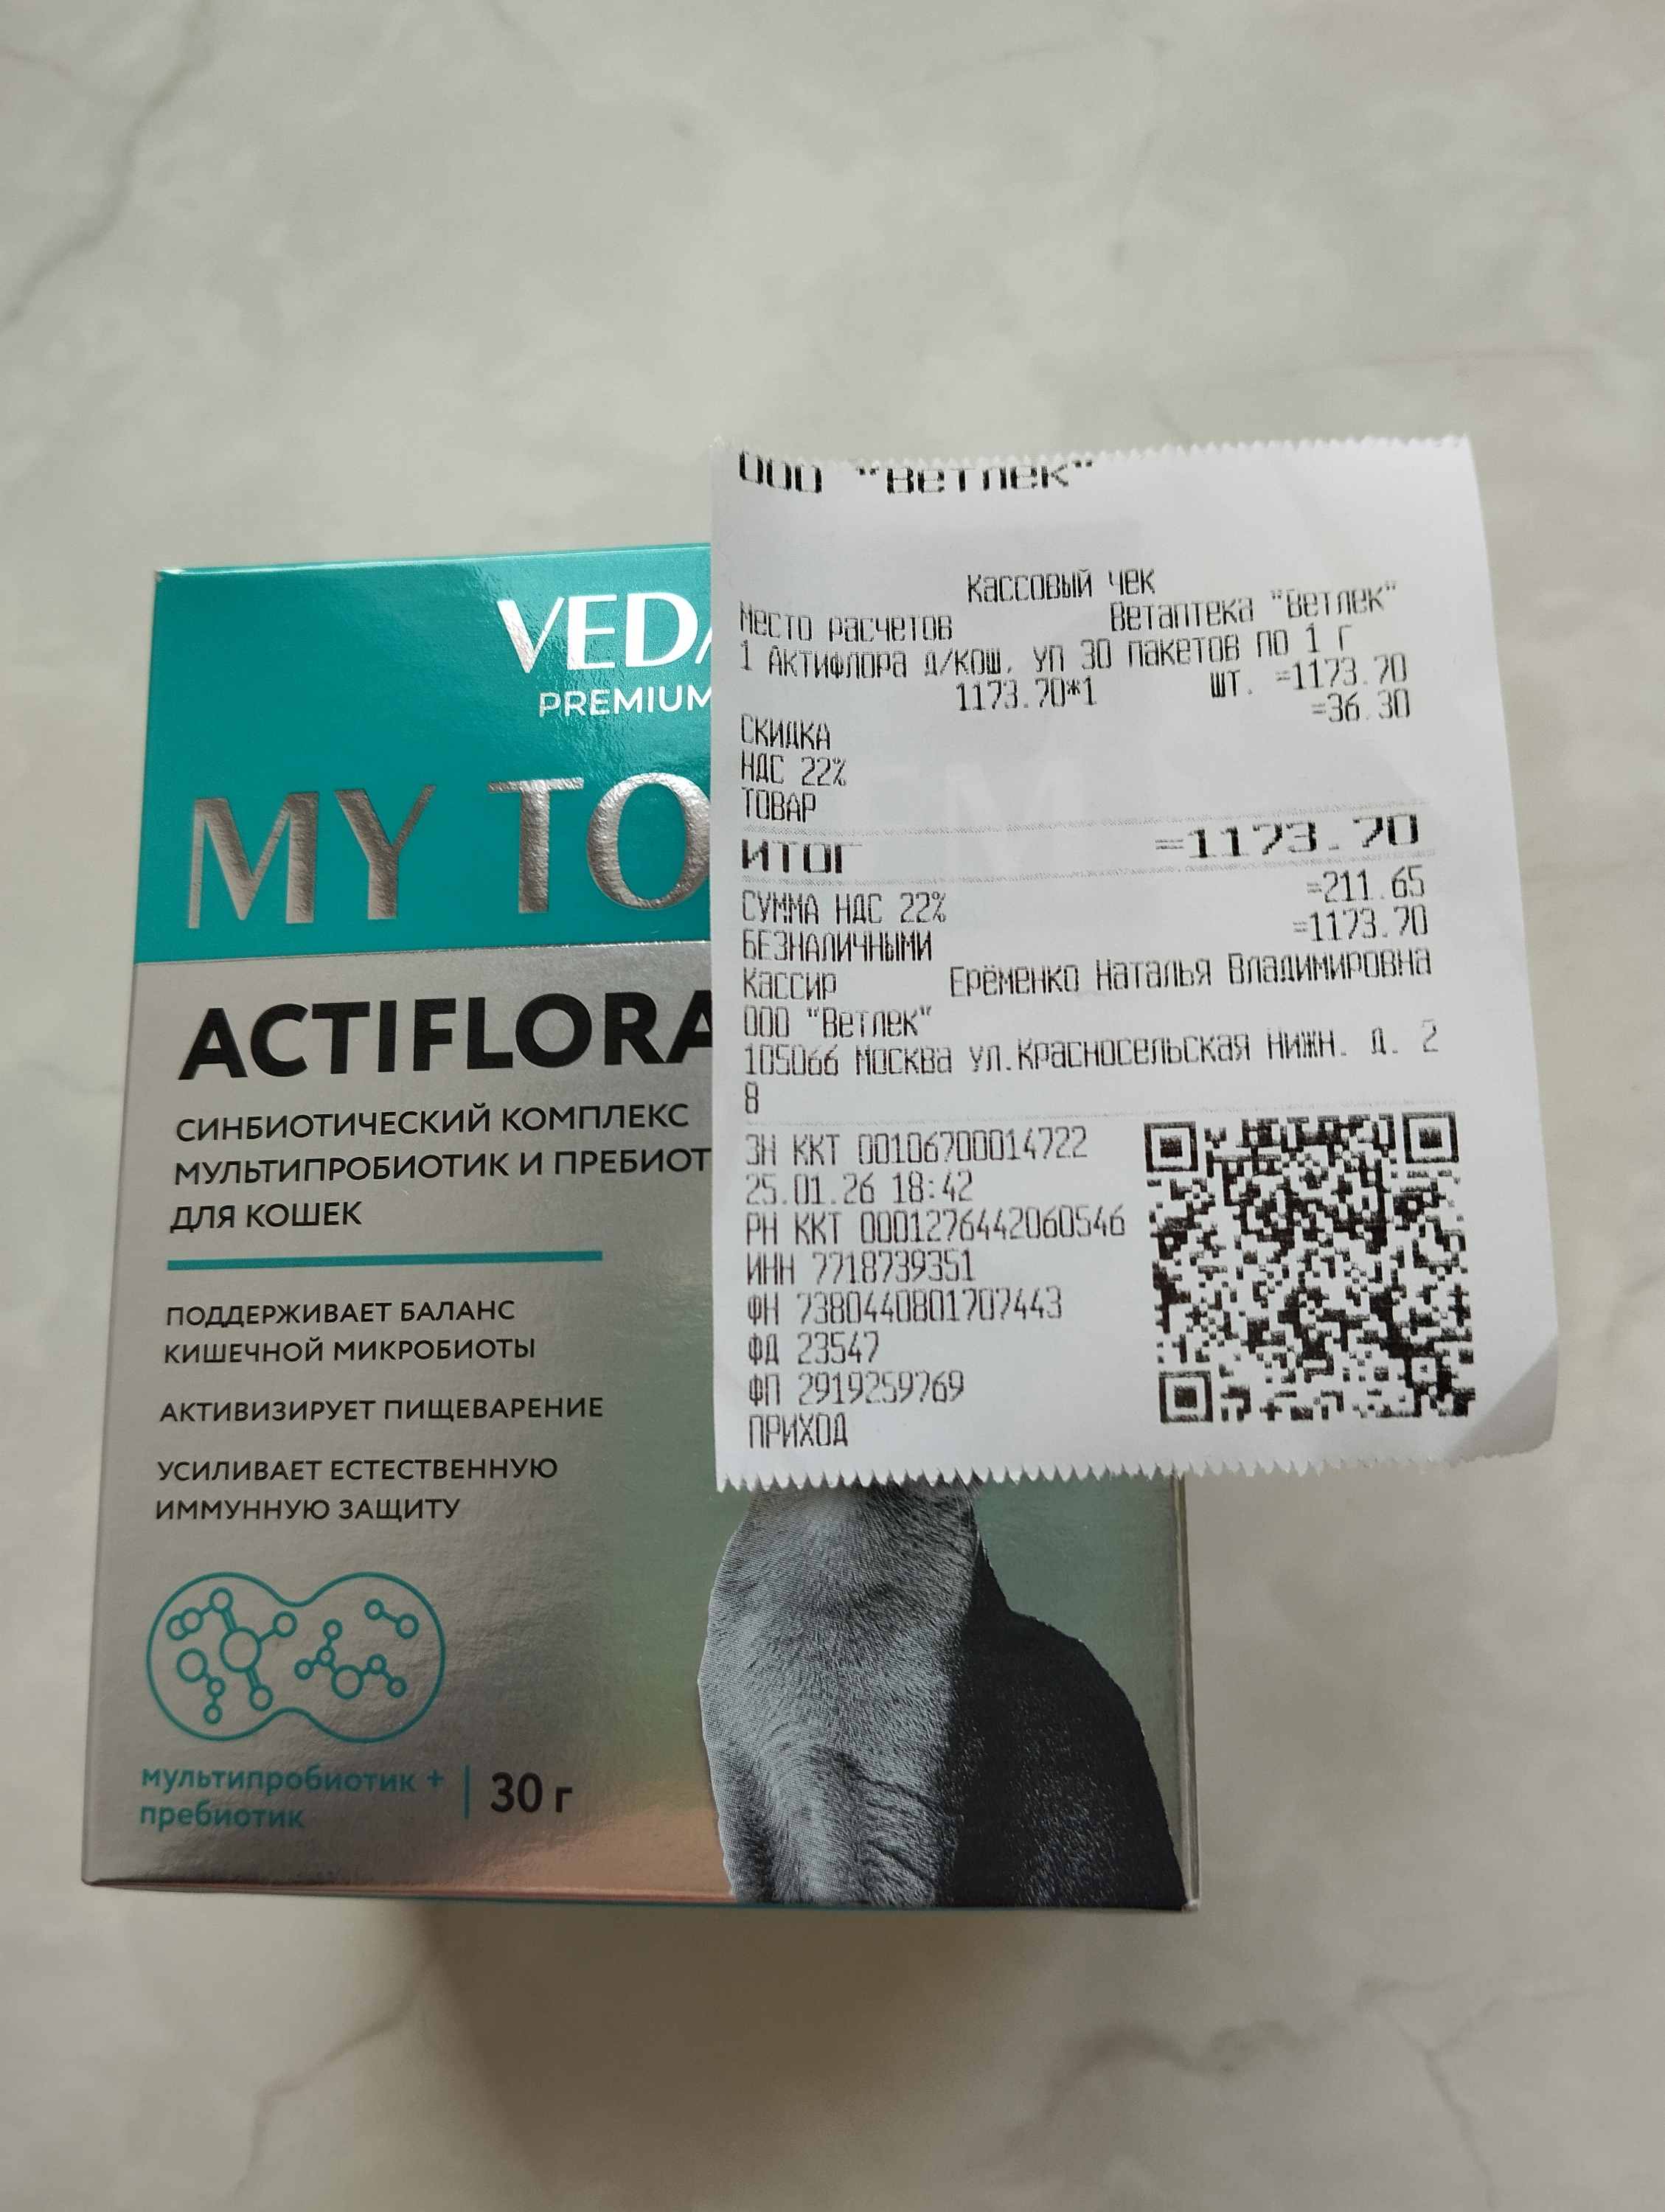 VEDA
PREMIUM
MY TO
ACTIFLORA
СИНБИОТИЧЕСКИЙ КОМПЛЕКС
МУЛЬТИПРОБИОТИК И ПРЕБИОТ
ДЛЯ КОШЕК
ПОДДЕРЖИВАЕТ БАЛАНС
КИШЕЧНОЙ МИКРОБИОТЫ
АКТИВИЗИРУЕТ ПИЩЕВАРЕНИЕ
УСИЛИВАЕТ ЕСТЕСТВЕННУЮ
ИММУННУЮ ЗАЩИТУ
мультипробиотик +
пребиотик
30 г
ООО "Ветлек"
Кассовый чек
Место расчетов Ветаптека "Ветлек"
1 Актифлора д/кош. уп 30 пакетов по 1 г
1173.70*1 шт. =1173.70
СКИДКА =36.30
НДС 22%
ТОВАР
ИТОГ =1173.70
СУММА НДС 22% =211.65
БЕЗНАЛИЧНЫМИ =1173.70
Кассир Ерёменко Наталья Владимировна
ООО "Ветлек"
105066 Москва ул.Красносельская Нижн. д. 2
8
ЗН ККТ 00106700014722
25.01.26 18:42
РН ККТ 0001276442060546
ИНН 7718739351
ФН 7380440801707443
ФД 23547
ФП 2919259769
ПРИХОД